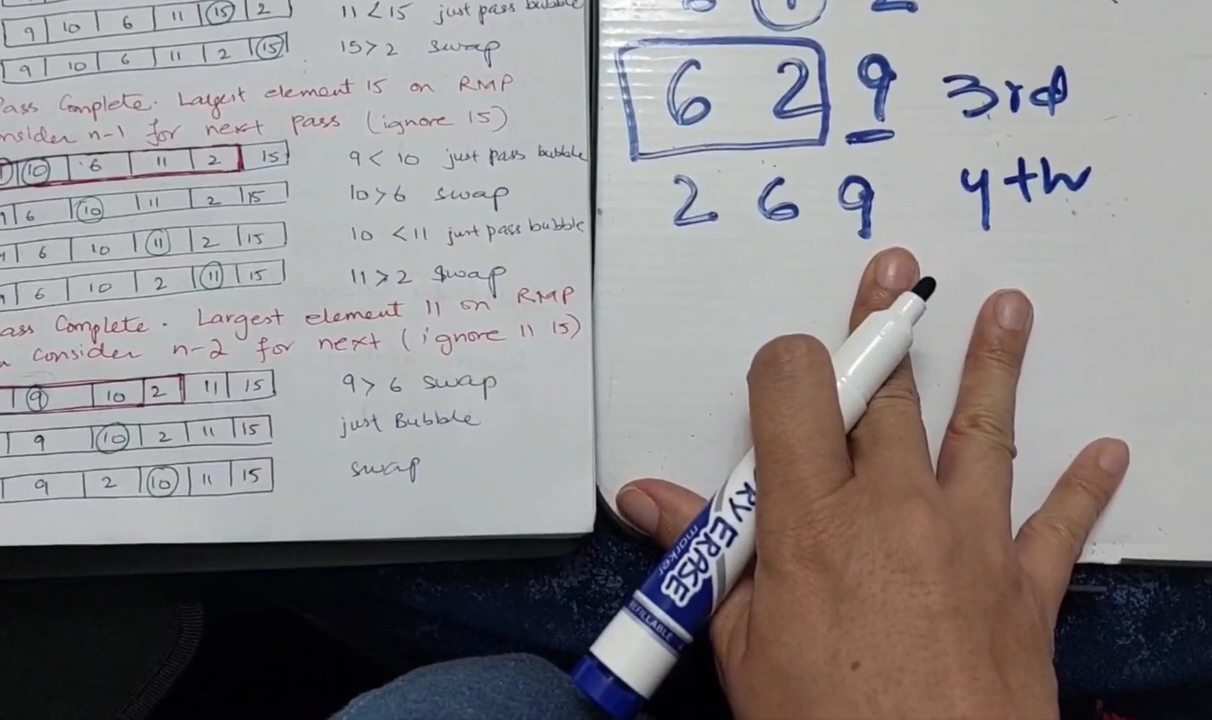 9 10 6 11 15 2 11 < 15 just pass bubble
9 10 6 11 2 15 15 > 2 swap
Pass Complete. Largest element 15 on RMP
consider n-1 for next pass (ignore 15)
10 6 11 2 15 9 < 10 just pass bubble
6 10 11 2 15 10 > 6 swap
6 10 11 2 15 10 < 11 just pass bubble
6 10 2 11 15 11 > 2 swap
Pass Complete. Largest element 11 on RMP
consider n-2 for next (ignore 11 15)
9 10 2 11 15 9 > 6 swap
9 10 2 11 15 just Bubble
9 2 10 11 15 swap
6 2 9 3rd
2 6 9 4th
DRY ERASE
marker
REFILLABLE